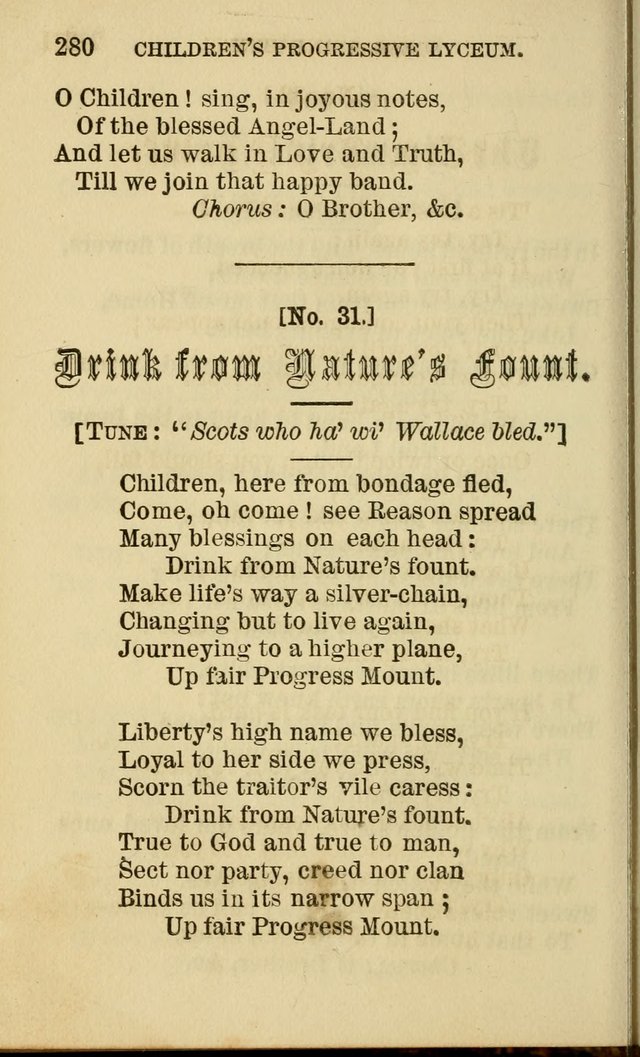 280 CHILDREN'S PROGRESSIVE LYCEUM.
O Children! sing, in joyous notes,
Of the blessed Angel-Land;
And let us walk in Love and Truth,
Till we join that happy band.
Chorus: O Brother, &c.
[No. 31.]
Drink from Nature's Fount.
[TUNE: "Scots who ha' wi' Wallace bled."]
Children, here from bondage fled,
Come, oh come! see Reason spread
Many blessings on each head:
Drink from Nature's fount.
Make life's way a silver-chain,
Changing but to live again,
Journeying to a higher plane,
Up fair Progress Mount.
Liberty's high name we bless,
Loyal to her side we press,
Scorn the traitor's vile caress:
Drink from Nature's fount.
True to God and true to man,
Sect nor party, creed nor clan
Binds us in its narrow span;
Up fair Progress Mount.